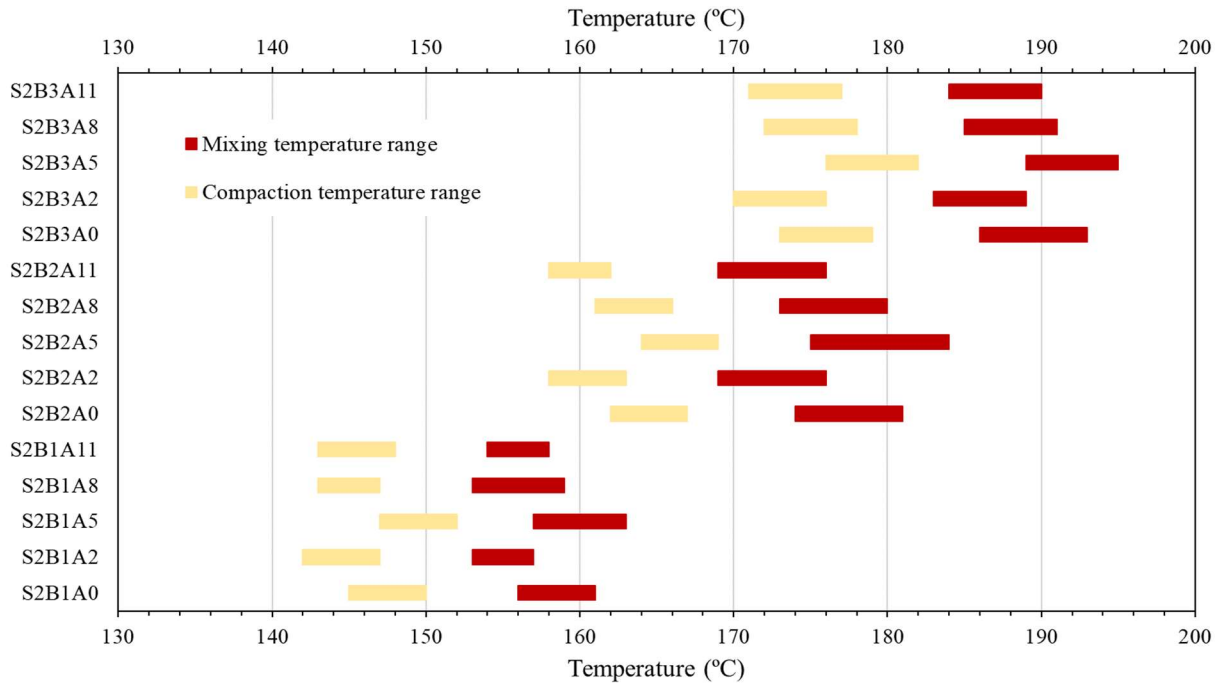 Temperature (ºC)
130 140 150 160 170 180 190 200
S2B3A11
S2B3A8
Mixing temperature range
S2B3A5
Compaction temperature range
S2B3A2
S2B3A0
S2B2A11
S2B2A8
S2B2A5
S2B2A2
S2B2A0
S2B1A11
S2B1A8
S2B1A5
S2B1A2
S2B1A0
130 140 150 160 170 180 190 200
Temperature (ºC)